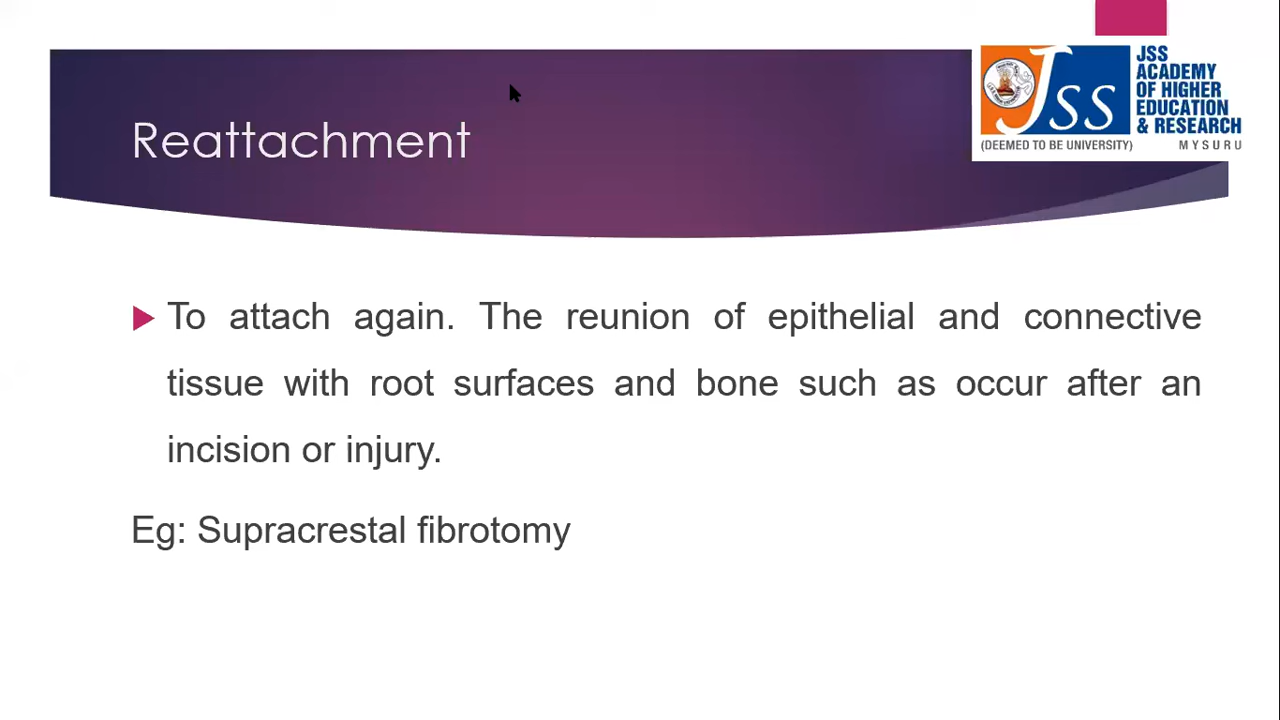 JSS
ACADEMY
OF HIGHER
EDUCATION
& RESEARCH
JSS
(DEEMED TO BE UNIVERSITY) MYSURU
Reattachment
To attach again. The reunion of epithelial and connective
tissue with root surfaces and bone such as occur after an
incision or injury.
Eg: Supracrestal fibrotomy